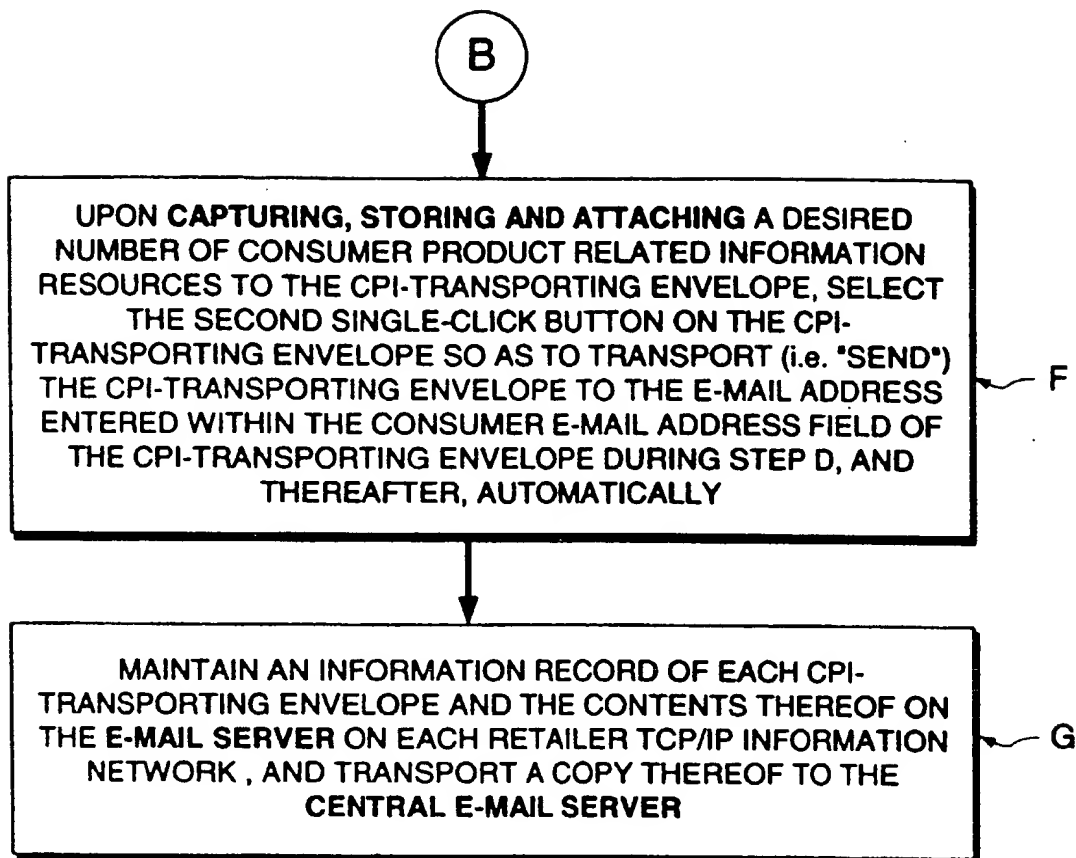 B
UPON CAPTURING, STORING AND ATTACHING A DESIRED
NUMBER OF CONSUMER PRODUCT RELATED INFORMATION
RESOURCES TO THE CPI-TRANSPORTING ENVELOPE, SELECT
THE SECOND SINGLE-CLICK BUTTON ON THE CPI-
TRANSPORTING ENVELOPE SO AS TO TRANSPORT (i.e. "SEND")
THE CPI-TRANSPORTING ENVELOPE TO THE E-MAIL ADDRESS
ENTERED WITHIN THE CONSUMER E-MAIL ADDRESS FIELD OF
THE CPI-TRANSPORTING ENVELOPE DURING STEP D, AND
THEREAFTER, AUTOMATICALLY
F
MAINTAIN AN INFORMATION RECORD OF EACH CPI-
TRANSPORTING ENVELOPE AND THE CONTENTS THEREOF ON
THE E-MAIL SERVER ON EACH RETAILER TCP/IP INFORMATION
NETWORK , AND TRANSPORT A COPY THEREOF TO THE
CENTRAL E-MAIL SERVER
G